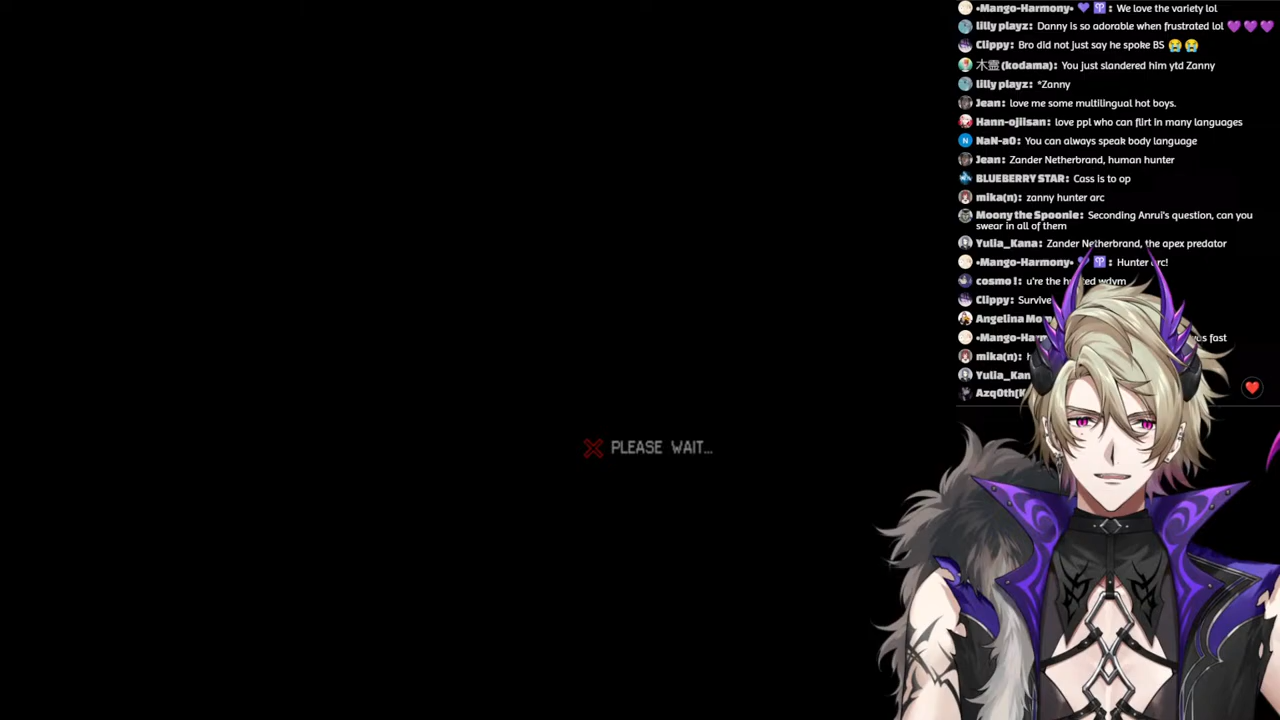 •Mango-Harmony• 💜 ♈ : We love the variety lol
lilly playz: Danny is so adorable when frustrated lol 💜💜💜
Clippy: Bro did not just say he spoke BS 😭😭
木霊 (kodama): You just slandered him ytd Zanny
lilly playz: *Zanny
Jean: love me some multilingual hot boys.
Hann-ojiisan: love ppl who can flirt in many languages
N NaN-a0: You can always speak body language
Jean: Zander Netherbrand, human hunter
BLUEBERRY STAR: Cass is to op
mika(n): zanny hunter arc
Moony the Spoonie: Seconding Anrui's question, can you
swear in all of them
Yulia_Kana: Zander Netherbrand, the apex predator
•Mango-Harmony• 💜 ♈ : Hunter arc!
cosmo !: u're the hunted wdym
Clippy:
Angelina
•Mango-Harm fast
mika(n):
Yulia_Kan
PLEASE WAIT...